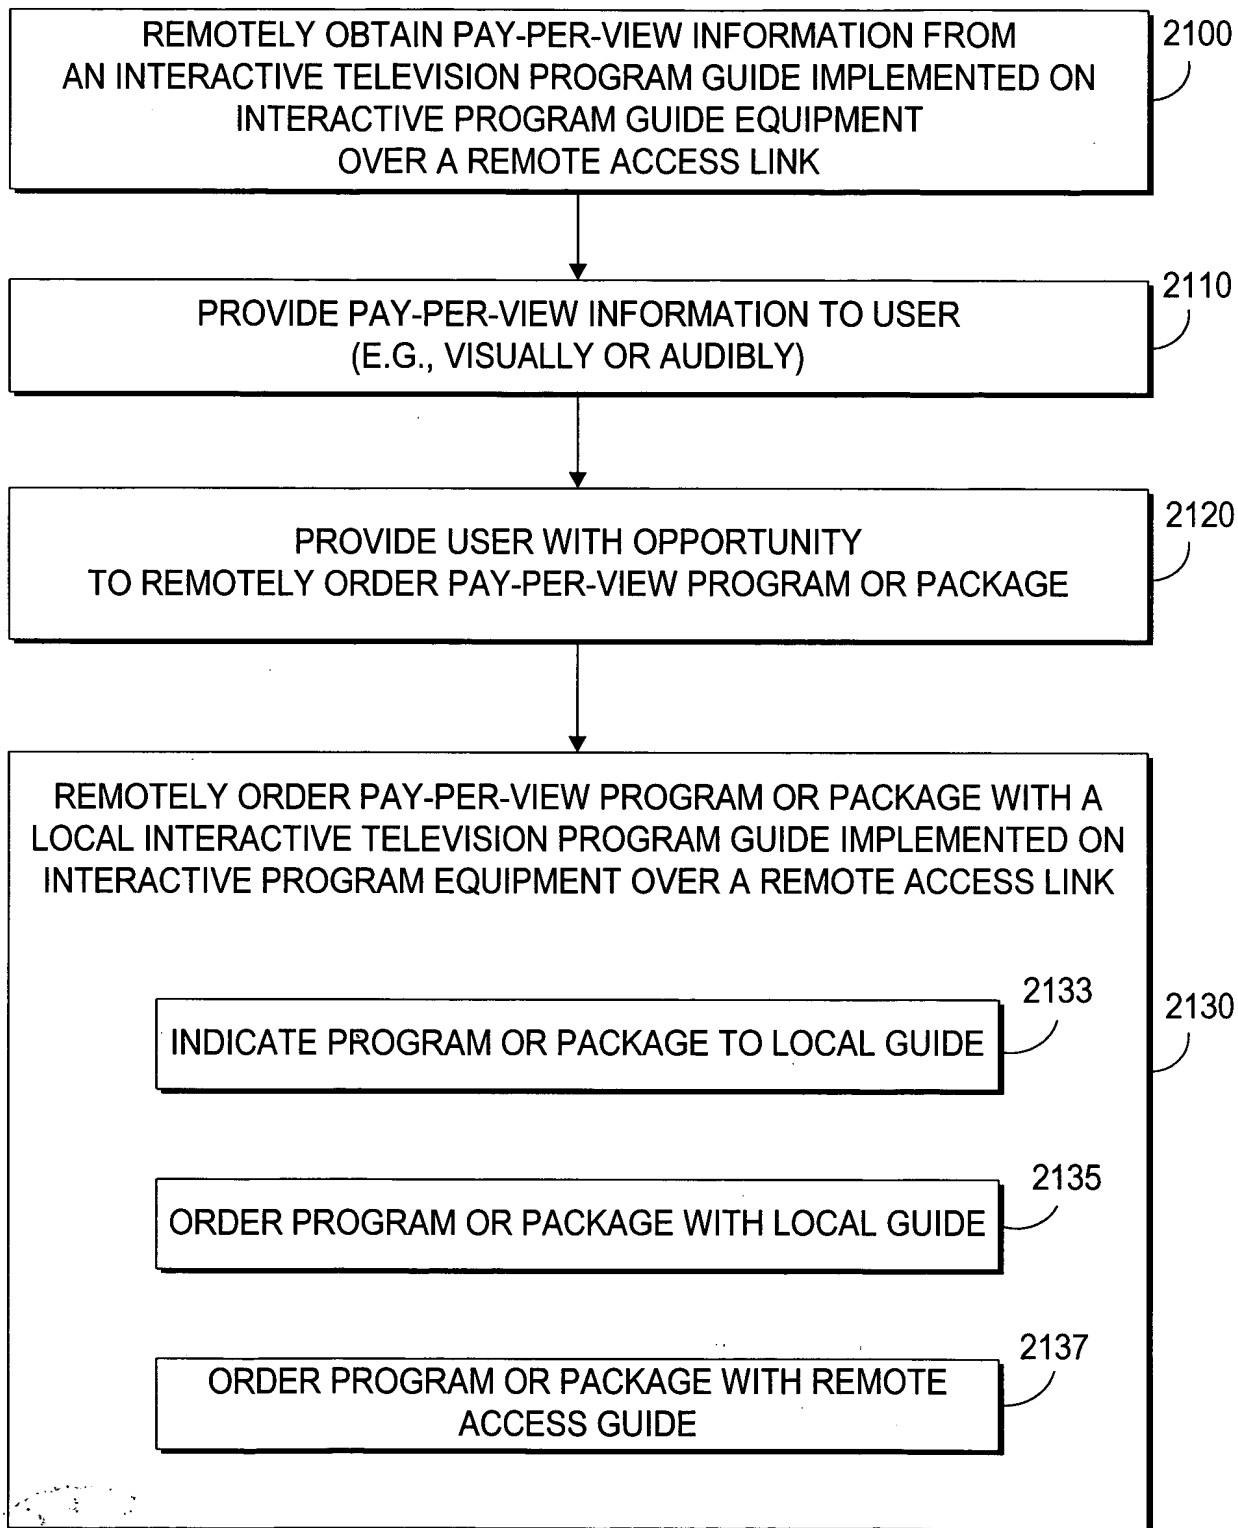 REMOTELY OBTAIN PAY-PER-VIEW INFORMATION FROM
AN INTERACTIVE TELEVISION PROGRAM GUIDE IMPLEMENTED ON
INTERACTIVE PROGRAM GUIDE EQUIPMENT
OVER A REMOTE ACCESS LINK
2100
PROVIDE PAY-PER-VIEW INFORMATION TO USER
(E.G., VISUALLY OR AUDIBLY)
2110
PROVIDE USER WITH OPPORTUNITY
TO REMOTELY ORDER PAY-PER-VIEW PROGRAM OR PACKAGE
2120
REMOTELY ORDER PAY-PER-VIEW PROGRAM OR PACKAGE WITH A
LOCAL INTERACTIVE TELEVISION PROGRAM GUIDE IMPLEMENTED ON
INTERACTIVE PROGRAM EQUIPMENT OVER A REMOTE ACCESS LINK
2130
INDICATE PROGRAM OR PACKAGE TO LOCAL GUIDE
2133
ORDER PROGRAM OR PACKAGE WITH LOCAL GUIDE
2135
ORDER PROGRAM OR PACKAGE WITH REMOTE
ACCESS GUIDE
2137